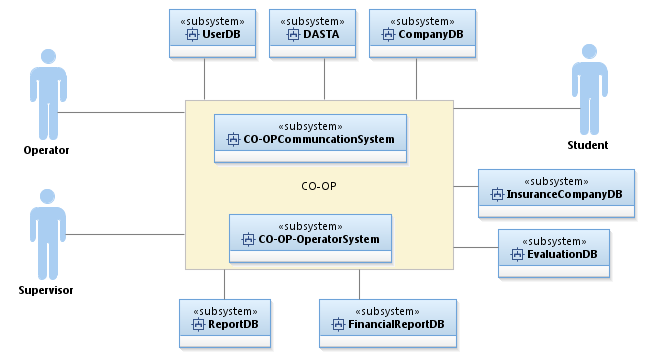 «subsystem»
UserDB
«subsystem»
DASTA
«subsystem»
CompanyDB
Operator
Student
«subsystem»
CO-OPCommuncationSystem
CO-OP
«subsystem»
InsuranceCompanyDB
«subsystem»
CO-OP-OperatorSystem
«subsystem»
EvaluationDB
Supervisor
«subsystem»
ReportDB
«subsystem»
FinancialReportDB